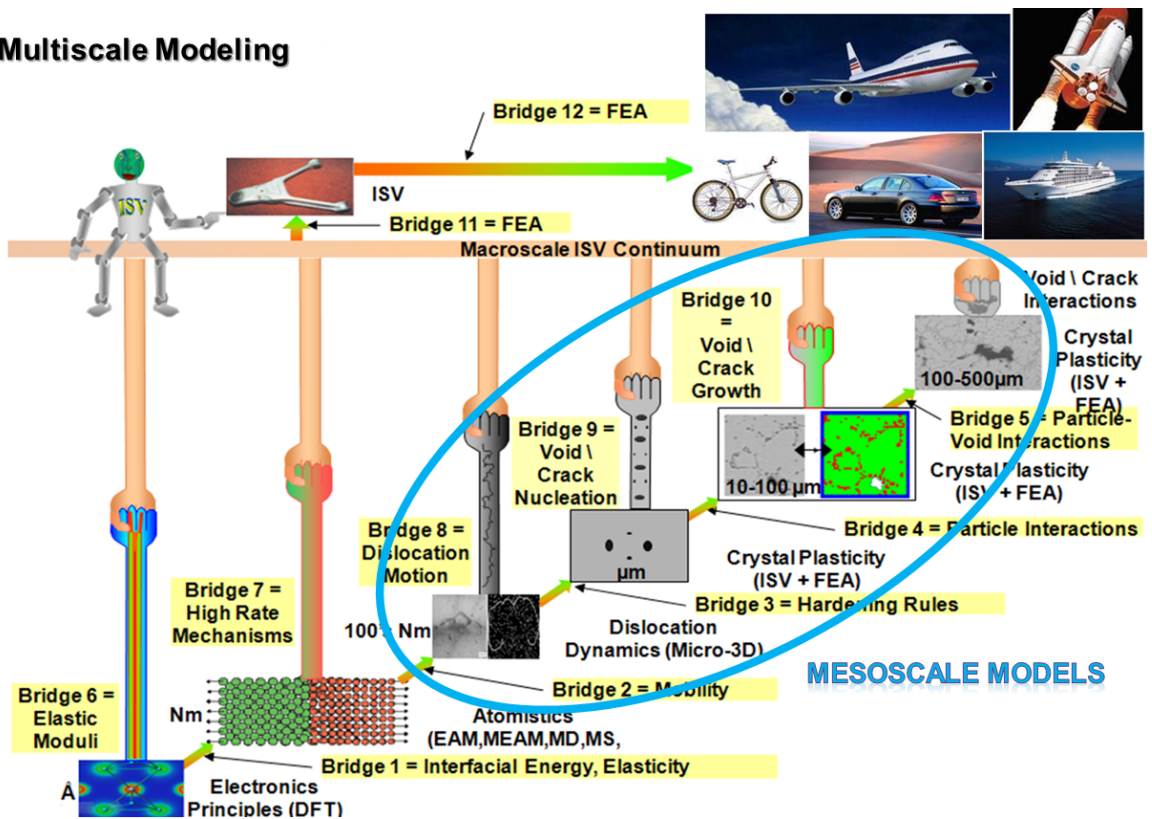 Multiscale Modeling
Bridge 12 = FEA
ISV
ISV
Bridge 11 = FEA
Macroscale ISV Continuum
Void \ Crack
Interactions
Bridge 10
=
Void \
Crack
Growth
Crystal
Plasticity
(ISV +
FEA)
100-500µm
Bridge 5 = Particle-
Void Interactions
Bridge 9 =
Void \
Crack
Nucleation
Crystal Plasticity
(ISV + FEA)
10-100 µm
Bridge 4 = Particle Interactions
Bridge 8 =
Dislocation
Motion
µm
Crystal Plasticity
(ISV + FEA)
Bridge 7 =
High Rate
Mechanisms
Bridge 3 = Hardening Rules
100's Nm
Dislocation
Dynamics (Micro-3D)
MESOSCALE MODELS
Bridge 2 = Mobility
Bridge 6 =
Elastic
Moduli
Nm
Atomistics
(EAM,MEAM,MD,MS,
Bridge 1 = Interfacial Energy, Elasticity
Å
Electronics
Principles (DFT)